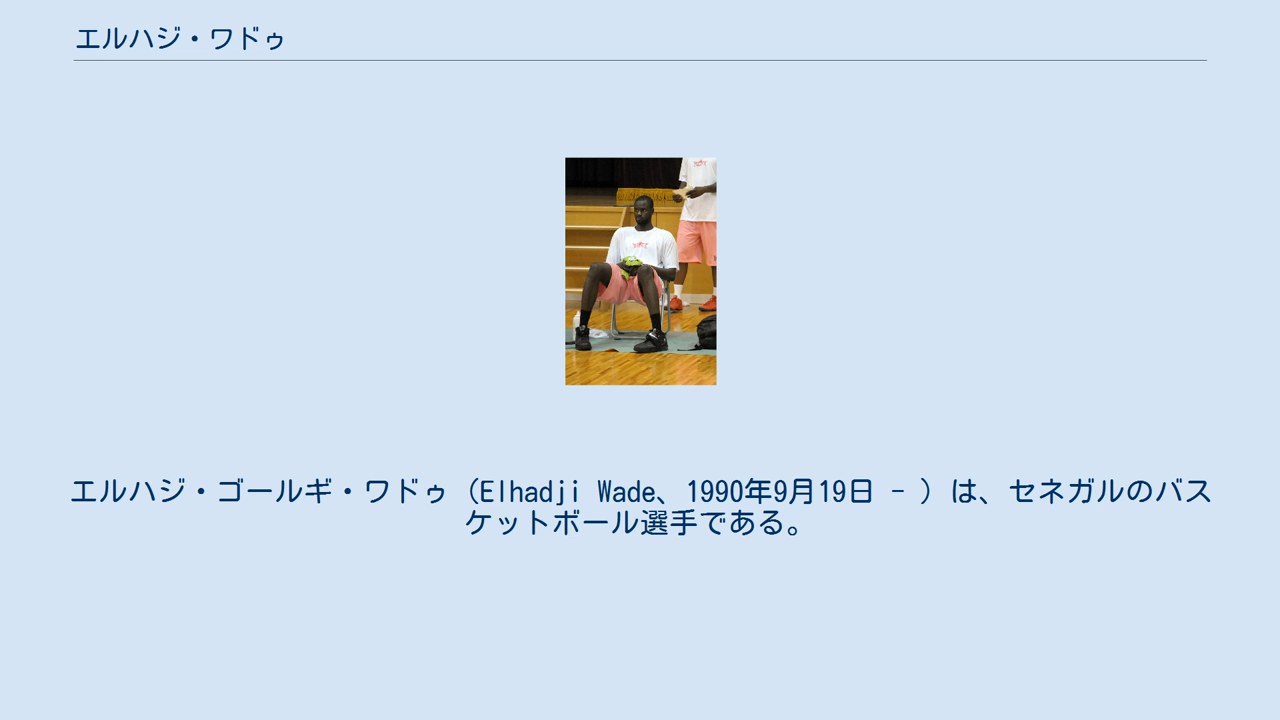 エルハジ・ワドゥ
エルハジ・ゴールギ・ワドゥ（Elhadji Wade、1990年9月19日 - ）は、セネガルのバス
ケットボール選手である。